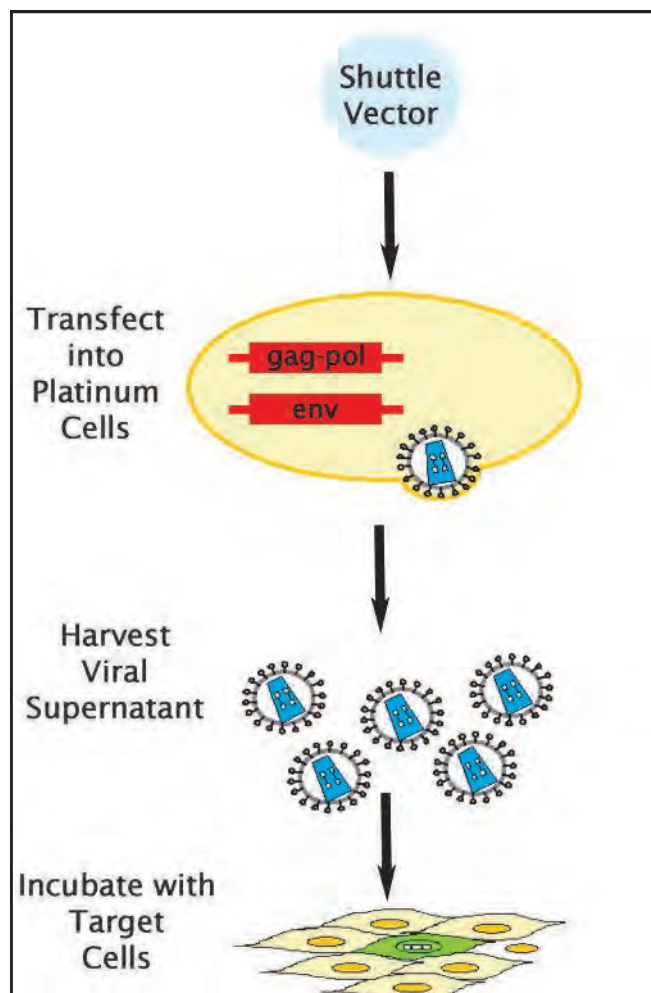 Shuttle
Vector
Transfect
into
Platinum
Cells
gag-pol
env
Harvest
Viral
Supernatant
Incubate with
Target
Cells